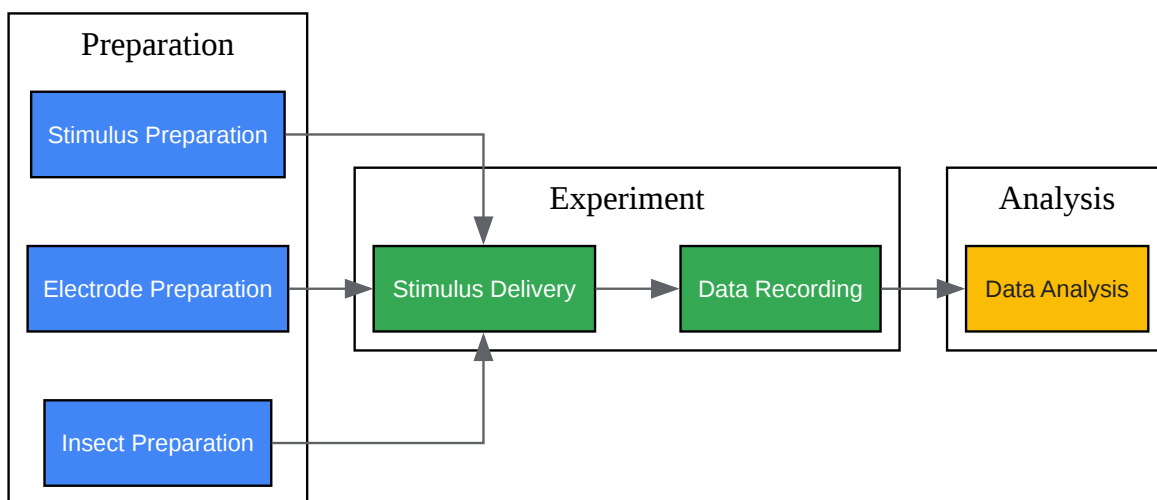 Preparation
Stimulus Preparation
Electrode Preparation
Insect Preparation
Experiment
Stimulus Delivery
Data Recording
Analysis
Data Analysis